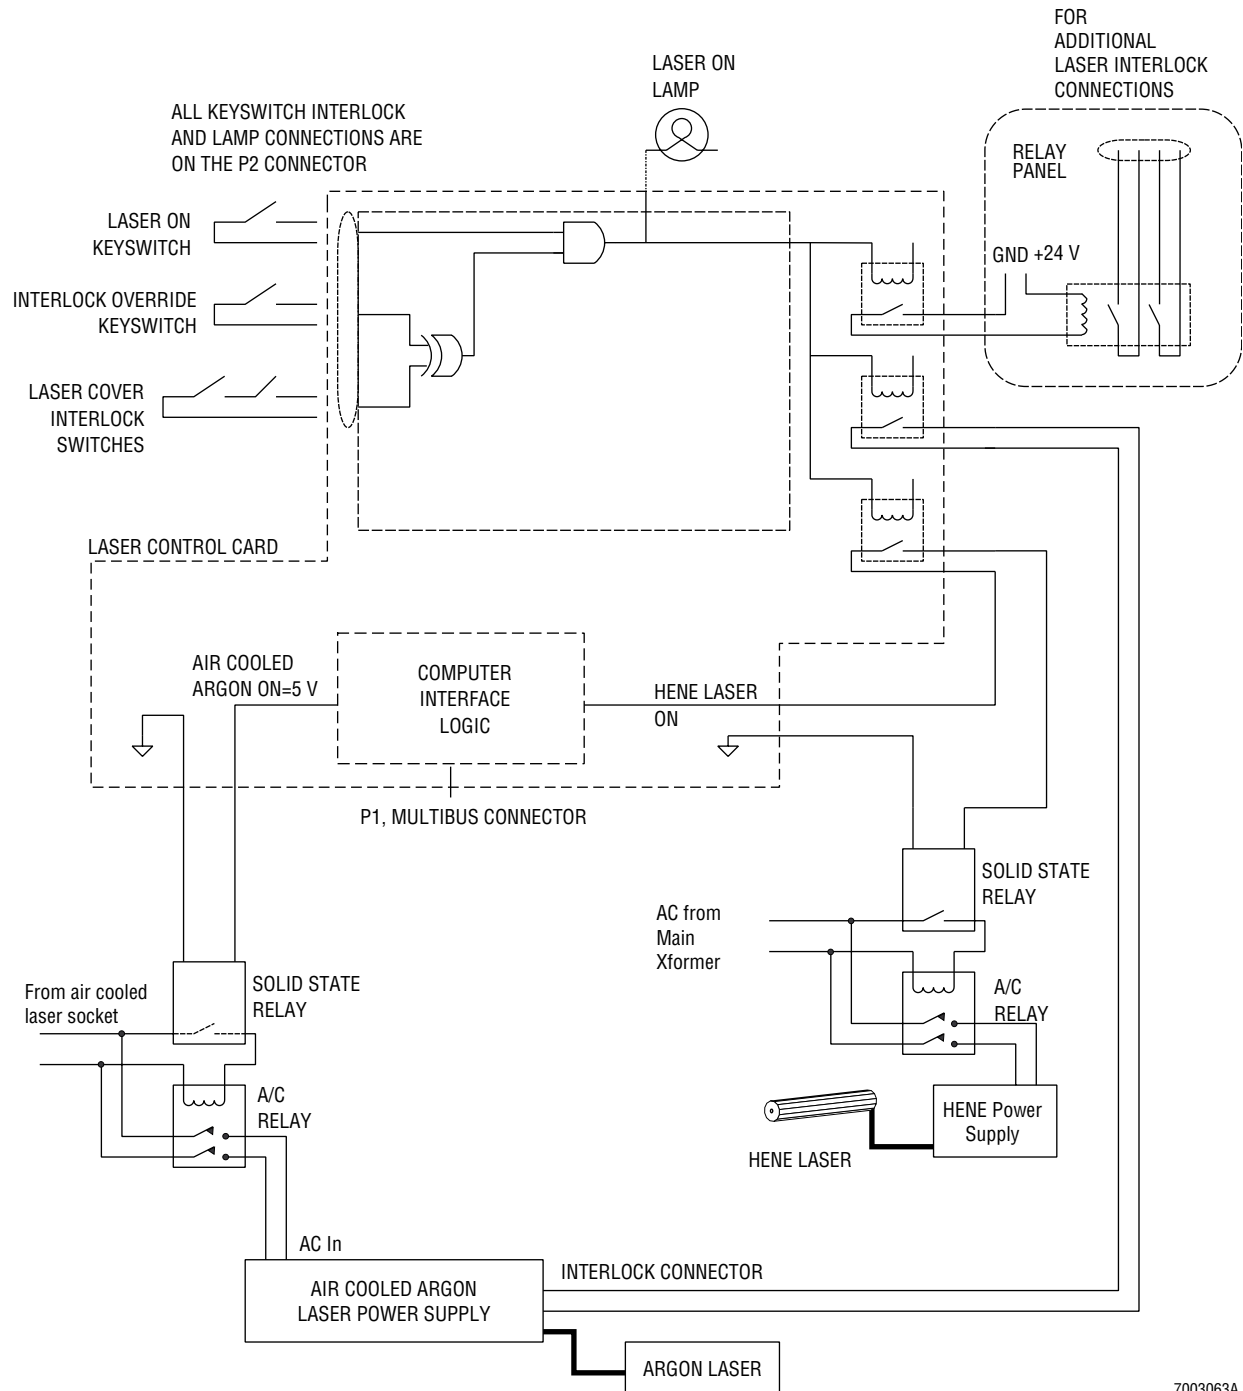 FOR
ADDITIONAL
LASER INTERLOCK
CONNECTIONS
LASER ON
LAMP
ALL KEYSWITCH INTERLOCK
AND LAMP CONNECTIONS ARE
ON THE P2 CONNECTOR
RELAY
PANEL
LASER ON
KEYSWITCH
GND +24 V
INTERLOCK OVERRIDE
KEYSWITCH
LASER COVER
INTERLOCK
SWITCHES
LASER CONTROL CARD
AIR COOLED
ARGON ON=5 V
COMPUTER
INTERFACE
LOGIC
HENE LASER
ON
P1, MULTIBUS CONNECTOR
SOLID STATE
RELAY
AC from
Main
Xformer
A/C
RELAY
From air cooled
laser socket
SOLID STATE
RELAY
A/C
RELAY
HENE Power
Supply
HENE LASER
AC In
AIR COOLED ARGON
LASER POWER SUPPLY
INTERLOCK CONNECTOR
ARGON LASER
7003063A